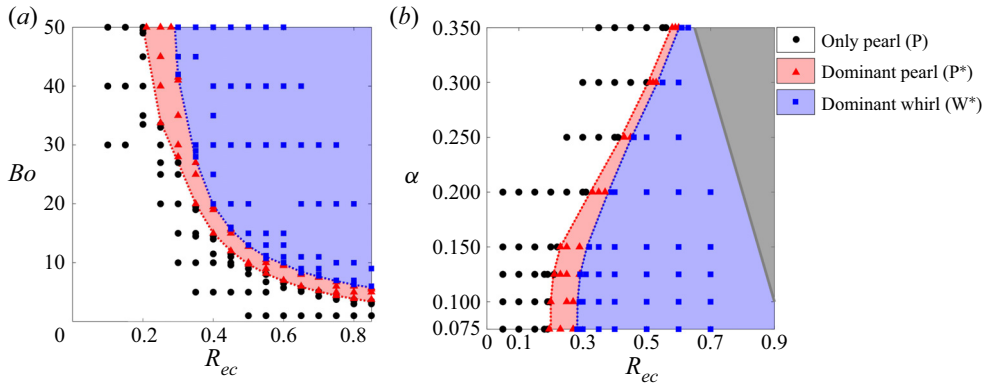 (a)
50
40
30
Bo
20
10
0 0.2 0.4 0.6 0.8
R_ec
(b)
0.350
0.300
0.250
α
0.200
0.150
0.100
0.075
0 0.1 0.3 0.5 0.7 0.9
R_ec
Only pearl (P)
Dominant pearl (P*)
Dominant whirl (W*)